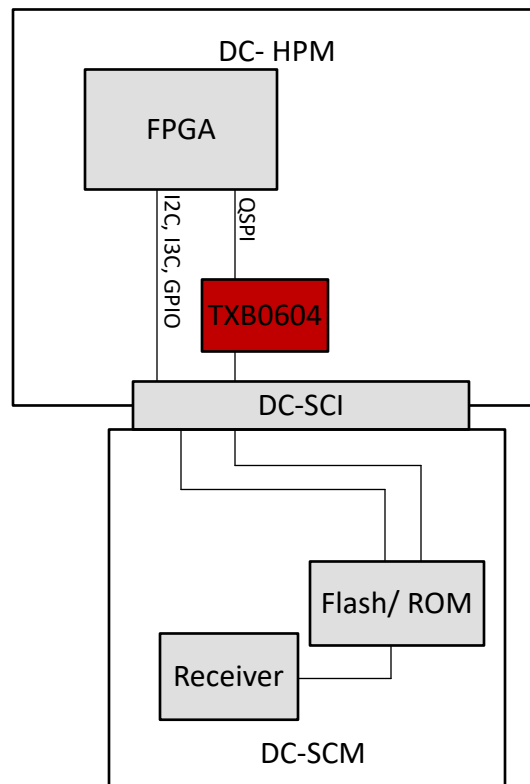 DC- HPM
FPGA
I2C, I3C, GPIO
QSPI
TXB0604
DC-SCI
Flash/ ROM
Receiver
DC-SCM